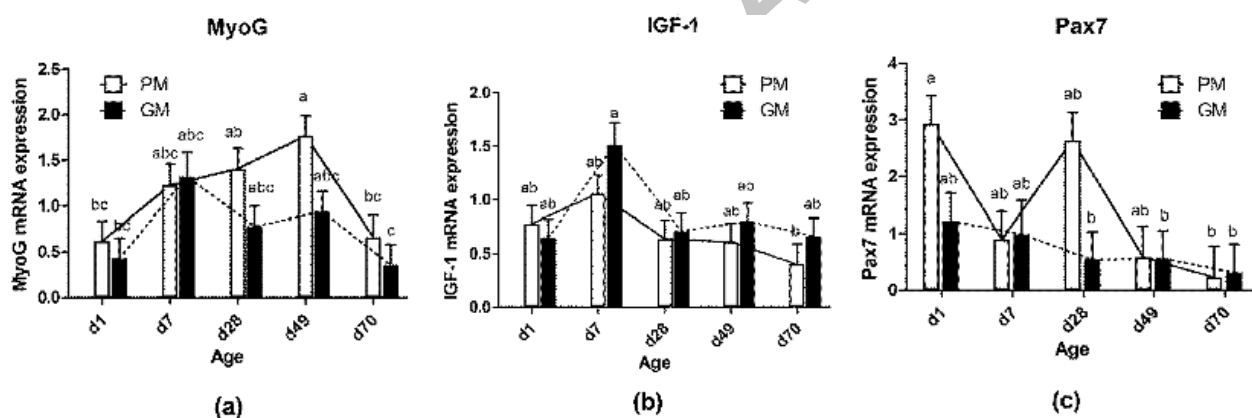 MyoG
MyoG mRNA expression
2.5
2.0
1.5
1.0
0.5
0.0
PM
GM
bc
bc
abc
abc
ab
abc
a
abc
bc
c
d1
d7
d28
d49
d70
Age
(a)
IGF-1
IGF-1 mRNA expression
2.0
1.5
1.0
0.5
0.0
PM
GM
ab
ab
ab
a
ab
ab
ab
ab
b
ab
d1
d7
d28
d49
d70
Age
(b)
Pax7
Pax7 mRNA expression
4
3
2
1
0
PM
GM
a
ab
ab
ab
ab
b
ab
b
b
b
d1
d7
d28
d49
d70
Age
(c)